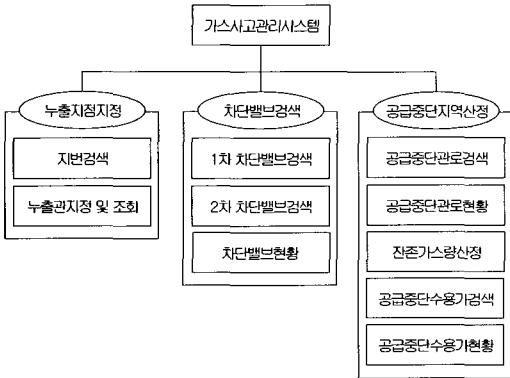 가스사고관리시스템
누출지점지정
지번검색
누출관지정 및 조회
차단밸브검색
1차 차단밸브검색
2차 차단밸브검색
차단밸브현황
공급중단지역산정
공급중단관로검색
공급중단관로현황
잔존가스량산정
공급중단수용가검색
공급중단수용가현황